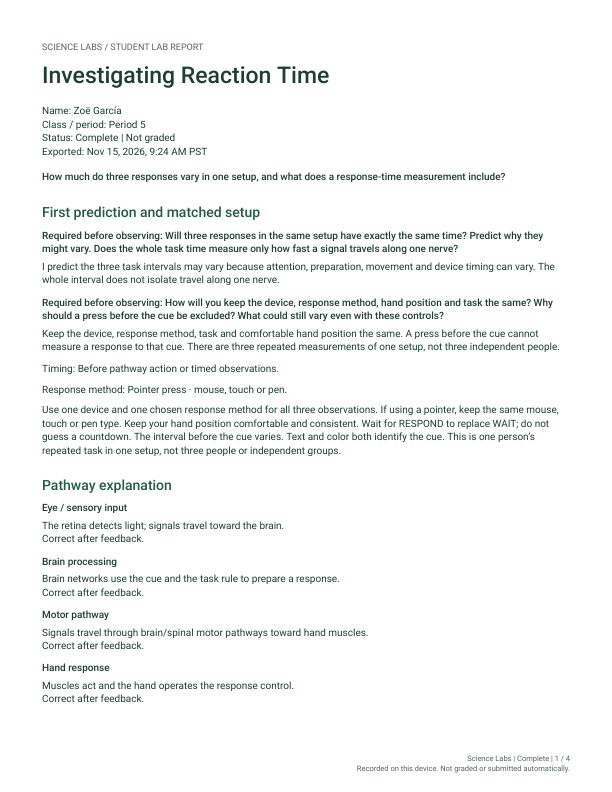 SCIENCE LABS / STUDENT LAB REPORT
Investigating Reaction Time
Name: Zoë García
Class / period: Period 5
Status: Complete | Not graded
Exported: Nov 15, 2026, 9:24 AM PST
How much do three responses vary in one setup, and what does a response-time measurement include?
First prediction and matched setup
Required before observing: Will three responses in the same setup have exactly the same time? Predict why they
might vary. Does the whole task time measure only how fast a signal travels along one nerve?
I predict the three task intervals may vary because attention, preparation, movement and device timing can vary. The
whole interval does not isolate travel along one nerve.
Required before observing: How will you keep the device, response method, hand position and task the same? Why
should a press before the cue be excluded? What could still vary even with these controls?
Keep the device, response method, task and comfortable hand position the same. A press before the cue cannot
measure a response to that cue. There are three repeated measurements of one setup, not three independent people.
Timing: Before pathway action or timed observations.
Response method: Pointer press · mouse, touch or pen.
Use one device and one chosen response method for all three observations. If using a pointer, keep the same mouse,
touch or pen type. Keep your hand position comfortable and consistent. Wait for RESPOND to replace WAIT; do not
guess a countdown. The interval before the cue varies. Text and color both identify the cue. This is one person's
repeated task in one setup, not three people or independent groups.
Pathway explanation
Eye / sensory input
The retina detects light; signals travel toward the brain.
Correct after feedback.
Brain processing
Brain networks use the cue and the task rule to prepare a response.
Correct after feedback.
Motor pathway
Signals travel through brain/spinal motor pathways toward hand muscles.
Correct after feedback.
Hand response
Muscles act and the hand operates the response control.
Correct after feedback.
Science Labs | Complete | 1 / 4
Recorded on this device. Not graded or submitted automatically.